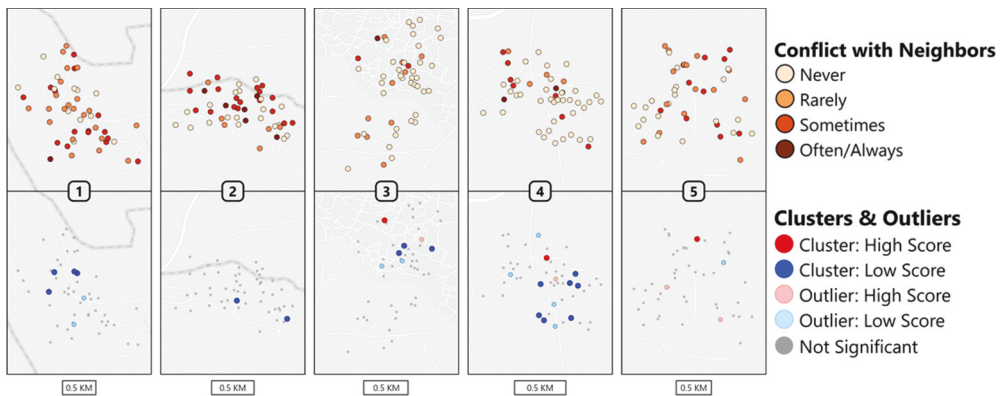 Conflict with Neighbors
Never
Rarely
Sometimes
Often/Always
1
2
3
4
5
Clusters & Outliers
Cluster: High Score
Cluster: Low Score
Outlier: High Score
Outlier: Low Score
Not Significant
0.5 KM
0.5 KM
0.5 KM
0.5 KM
0.5 KM